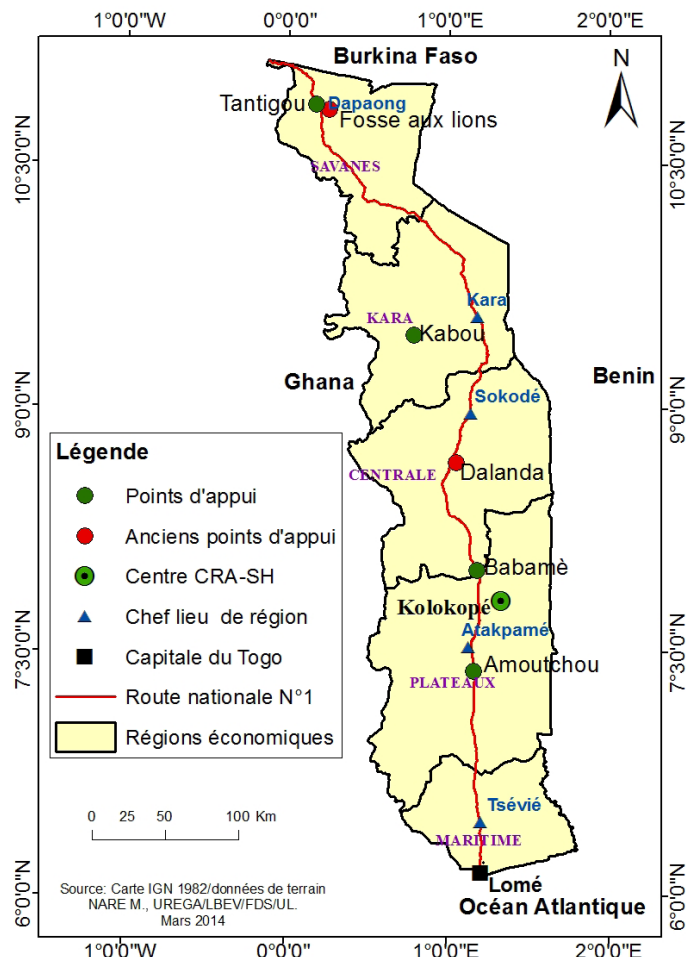 1°0'0"W 0°0'0" 1°0'0"E 2°0'0"E
Burkina Faso
N
Tantigou
Dapaong
Fosse aux lions
10°30'0"N
10°30'0"N
SAVANES
Kara
KARA
Kabou
Ghana
Benin
Sokodé
9°0'0"N
9°0'0"N
CENTRALE
Dalanda
Babamè
Kolokopé
Atakpamé
Amoutchou
PLATEAUX
7°30'0"N
7°30'0"N
Légende
Points d'appui
Anciens points d'appui
Centre CRA-SH
Chef lieu de région
Capitale du Togo
Route nationale N°1
Régions économiques
Tsévié
MARITIME
0 25 50 100 Km
Lomé
Océan Atlantique
6°0'0"N
6°0'0"N
Source: Carte IGN 1982/données de terrain
NARE M., UREGA/LBEV/FDS/UL.
Mars 2014
1°0'0"W 0°0'0" 1°0'0"E 2°0'0"E